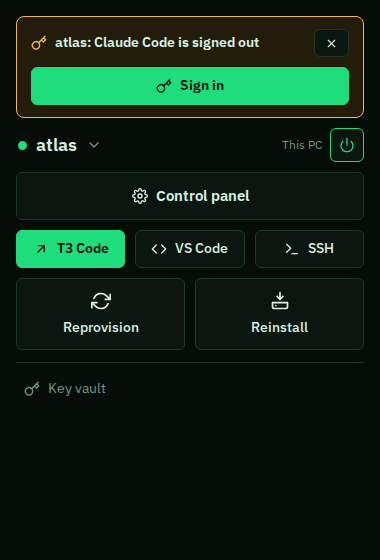 atlas: Claude Code is signed out
Sign in
atlas
This PC
Control panel
T3 Code
VS Code
SSH
Reprovision
Reinstall
Key vault